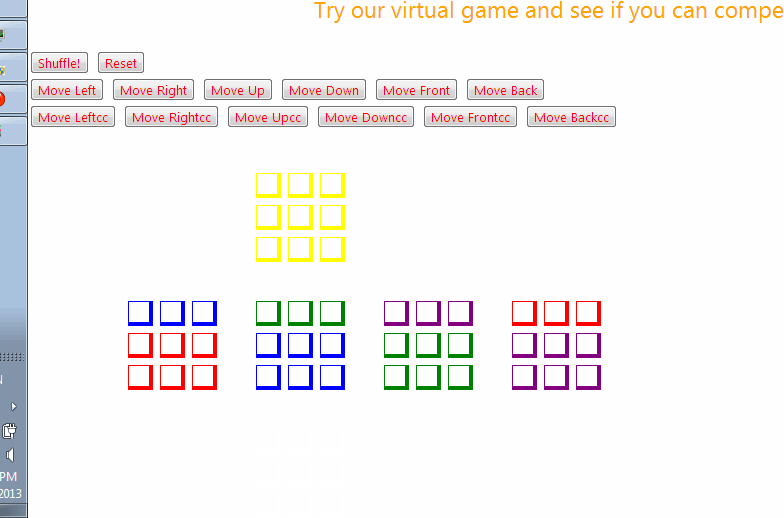 Try our virtual game and see if you can compe
Shuffle! Reset
Move Left Move Right Move Up Move Down Move Front Move Back
Move Leftcc Move Rightcc Move Upcc Move Downcc Move Frontcc Move Backcc
N
PM
2013